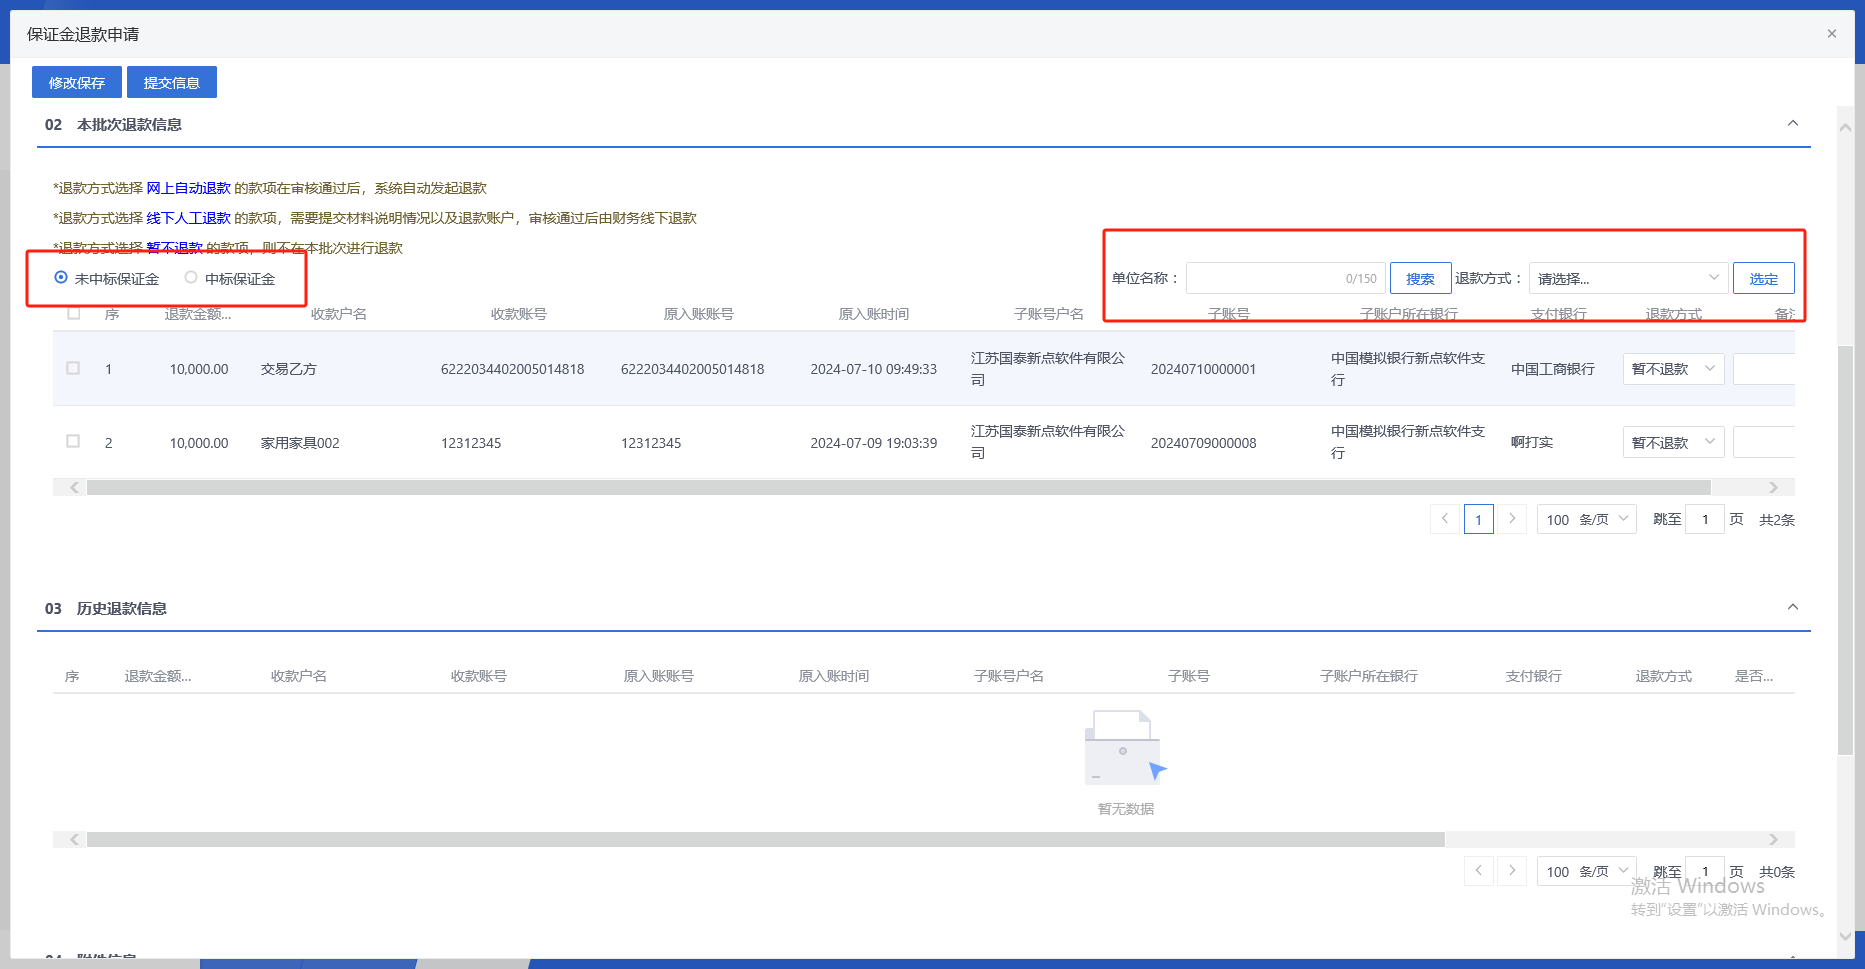 保证金退款申请
×
修改保存 提交信息
02 本批次退款信息
*退款方式选择 网上自动退款 的款项在审核通过后，系统自动发起退款
*退款方式选择 线下人工退款 的款项，需要提交材料说明情况以及退款账户，审核通过后由财务线下退款
*退款方式选择 暂不退款 的款项，则不在本批次进行退款
未中标保证金 中标保证金 单位名称： 0/150 搜索 退款方式： 请选择... 选定
序 退款金额... 收款户名 收款账号 原入账账号 原入账时间 子账号户名 子账号 子账户所在银行 支付银行 退款方式 备注
1 10,000.00 交易乙方 6222034402005014818 6222034402005014818 2024-07-10 09:49:33 江苏国泰新点软件有限公司 20240710000001 中国模拟银行新点软件支行 中国工商银行 暂不退款
2 10,000.00 家用家具002 12312345 12312345 2024-07-09 19:03:39 江苏国泰新点软件有限公司 20240709000008 中国模拟银行新点软件支行 啊打实 暂不退款
1 100 条/页 跳至 1 页 共2条
03 历史退款信息
序 退款金额... 收款户名 收款账号 原入账账号 原入账时间 子账号户名 子账号 子账户所在银行 支付银行 退款方式 是否...
暂无数据
100 条/页 跳至 1 页 共0条
激活 Windows
转到"设置"以激活 Windows。
04 附件信息